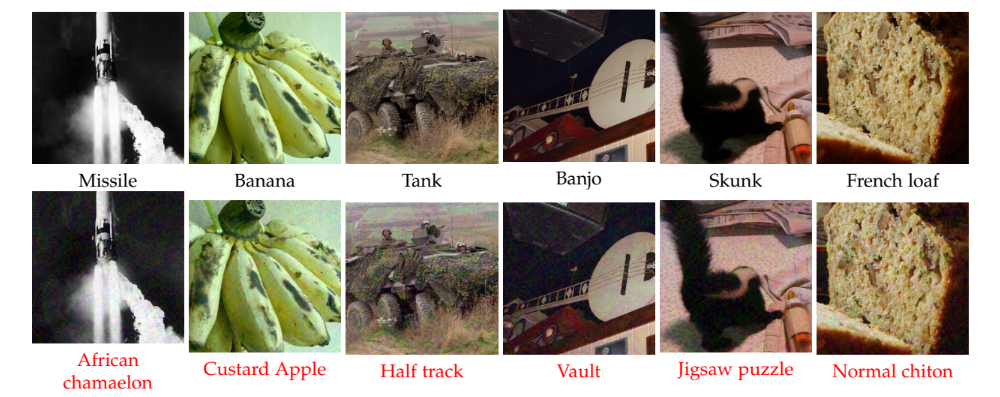 Missile
Banana
Tank
Banjo
Skunk
French loaf
African
chamaelon
Custard Apple
Half track
Vault
Jigsaw puzzle
Normal chiton